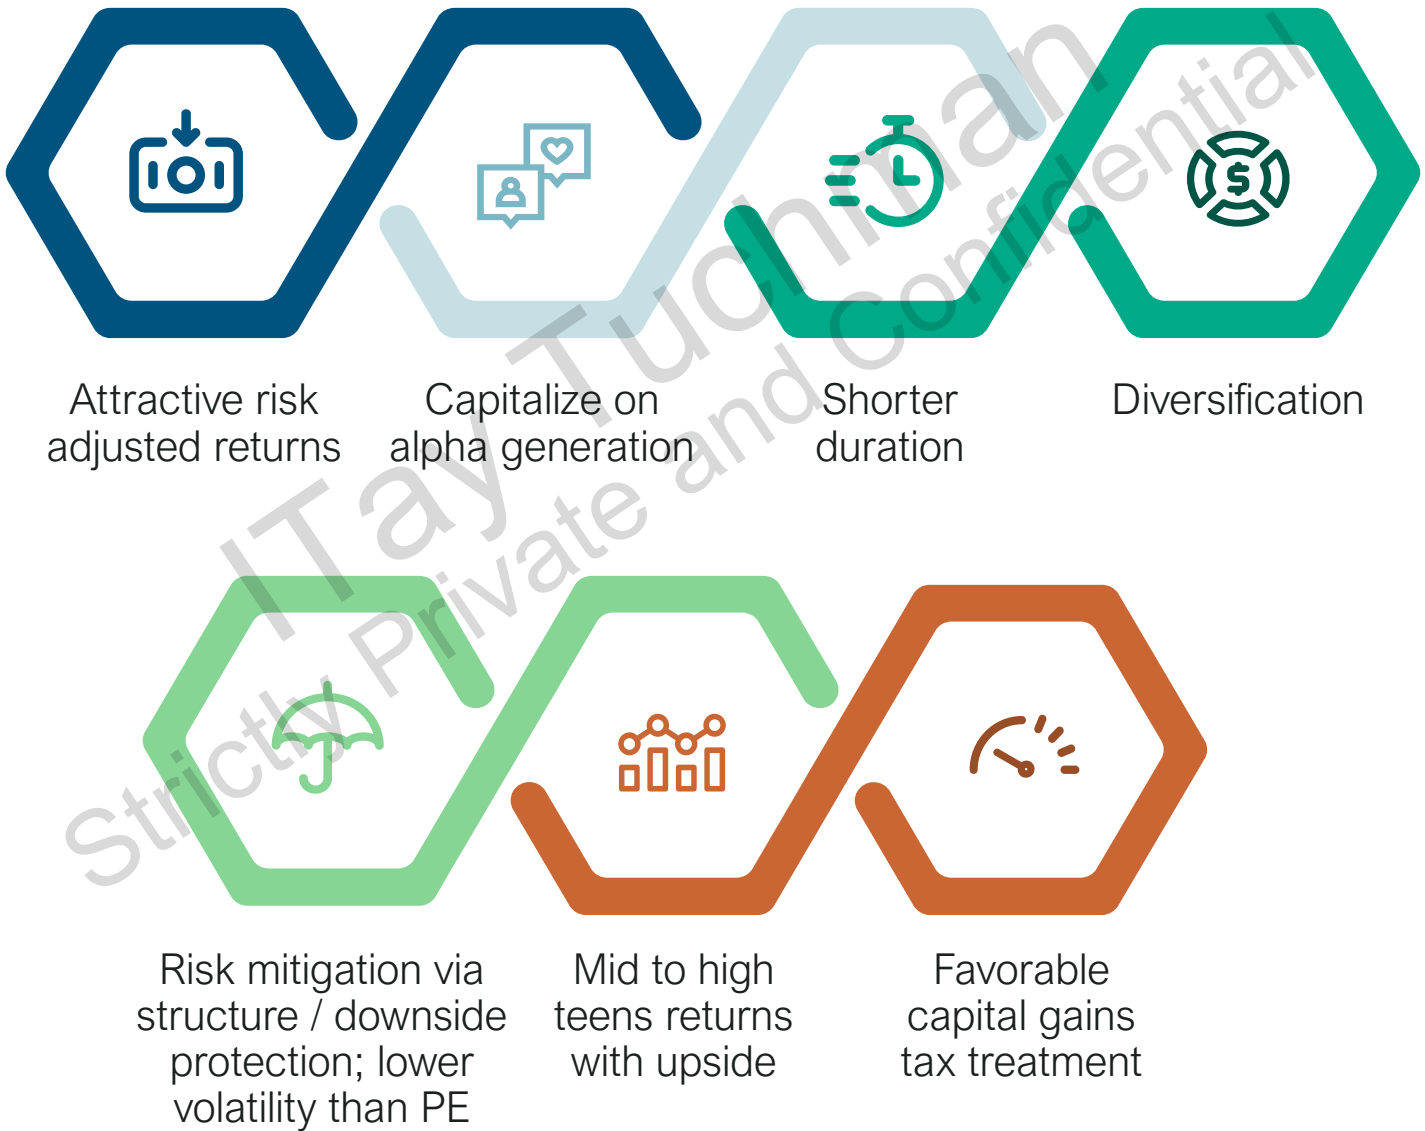 Attractive risk
adjusted returns
Capitalize on
alpha generation
Shorter
duration
Diversification
Risk mitigation via
structure / downside
protection; lower
volatility than PE
Mid to high
teens returns
with upside
Favorable
capital gains
tax treatment
ITay Tuchman
Strictly Private and Confidential